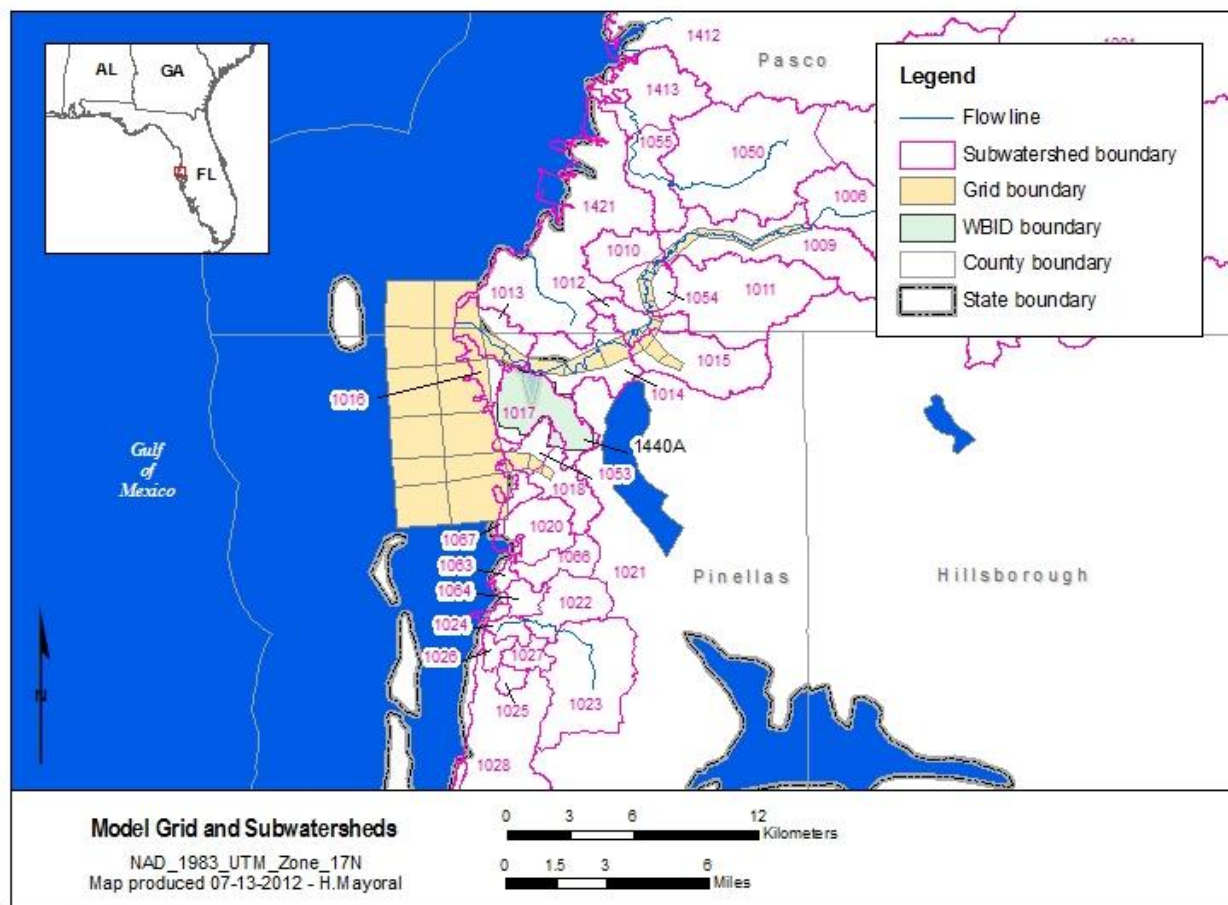 AL
GA
FL
1412
Pasco
1001
1413
1055
1050
1006
1421
1010
1009
1012
1054
1011
1013
1015
1016
1014
1017
1440A
1053
1018
Gulf
of
Mexico
1020
1067
1066
1063
1021
Pinellas
Hillsborough
1064
1022
1024
1026
1027
1023
1025
1028
N
Legend
Flow line
Subwatershed boundary
Grid boundary
WBID boundary
County boundary
State boundary
Model Grid and Subwatersheds
NAD_1983_UTM_Zone_17N
Map produced 07-13-2012 - H.Mayoral
0 3 6 12
Kilometers
0 1.5 3 6
Miles